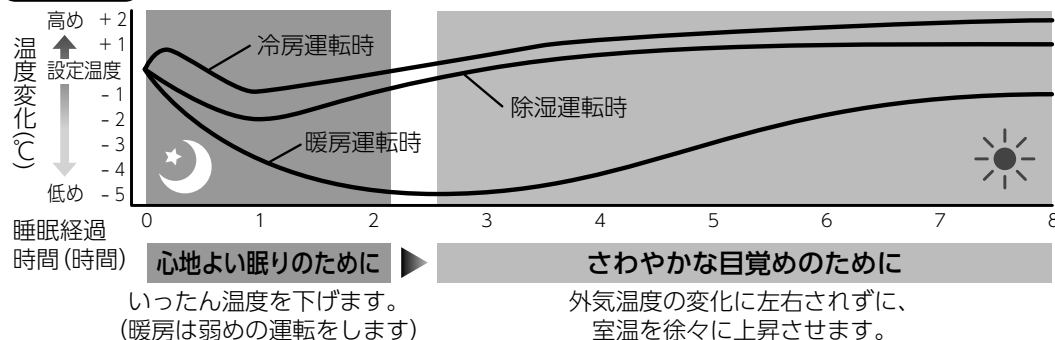 高め +2
+1
設定温度
-1
-2
-3
-4
低め -5
温度変化(℃)
冷房運転時
除湿運転時
暖房運転時
0 1 2 3 4 5 6 7 8
睡眠経過
時間(時間)
心地よい眠りのために
いったん温度を下げます。
(暖房は弱めの運転をします)
さわやかな目覚めのために
外気温度の変化に左右されずに、
室温を徐々に上昇させます。